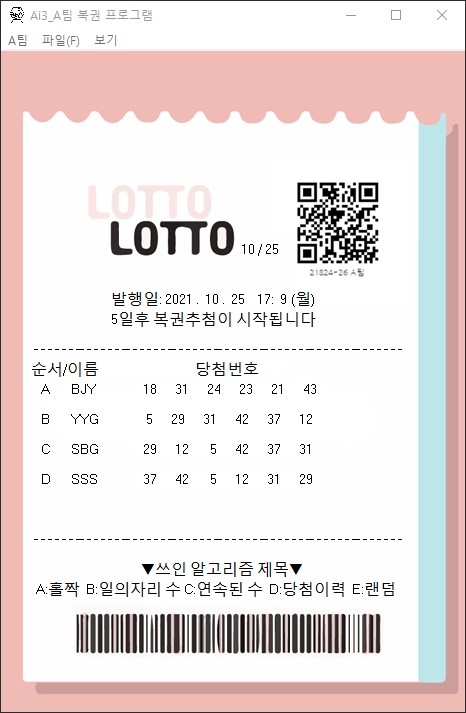 Ai3_A팀 복권 프로그램
A팀 파일(F) 보기
LOTTO
LOTTO 10 / 25
21824-26 A팀
발행일: 2021 . 10 . 25 17: 9 (월)
5일후 복권추첨이 시작됩니다
순서/이름 당첨번호
A BJY 18 31 24 23 21 43
B YYG 5 29 31 42 37 12
C SBG 29 12 5 42 37 31
D SSS 37 42 5 12 31 29
▼쓰인 알고리즘 제목▼
A:홀짝 B:일의자리 수 C:연속된 수 D:당첨이력 E:랜덤